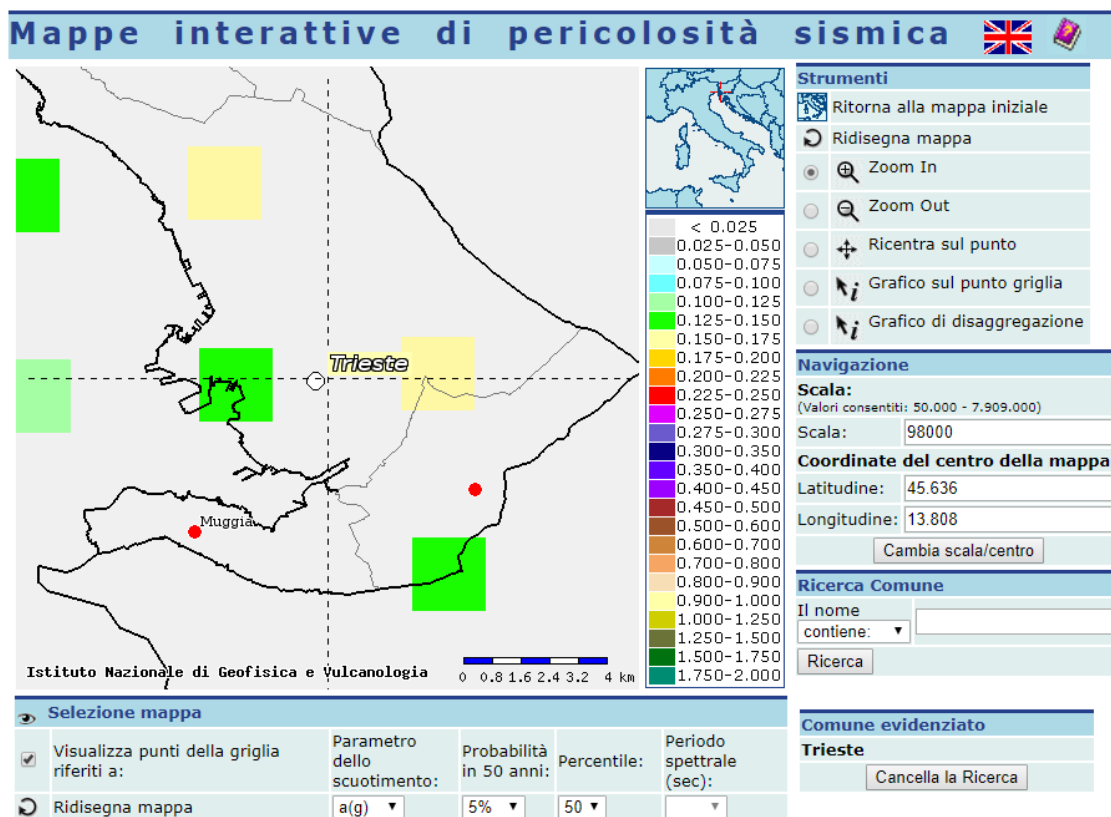 Mappe interattive di pericolosità sismica
Trieste
Muggia
Istituto Nazionale di Geofisica e Vulcanologia
0 0.8 1.6 2.4 3.2 4 km
< 0.025
0.025-0.050
0.050-0.075
0.075-0.100
0.100-0.125
0.125-0.150
0.150-0.175
0.175-0.200
0.200-0.225
0.225-0.250
0.250-0.275
0.275-0.300
0.300-0.350
0.350-0.400
0.400-0.450
0.450-0.500
0.500-0.600
0.600-0.700
0.700-0.800
0.800-0.900
0.900-1.000
1.000-1.250
1.250-1.500
1.500-1.750
1.750-2.000
Strumenti
Ritorna alla mappa iniziale
Ridisegna mappa
Zoom In
Zoom Out
Ricentra sul punto
i Grafico sul punto griglia
i Grafico di disaggregazione
Navigazione
Scala:
(Valori consentiti: 50.000 - 7.909.000)
Scala: 98000
Coordinate del centro della mappa
Latitudine: 45.636
Longitudine: 13.808
Cambia scala/centro
Ricerca Comune
Il nome
contiene:
Ricerca
Selezione mappa
Visualizza punti della griglia
riferiti a:
Parametro
dello
scuotimento:
Probabilità
in 50 anni:
Percentile:
Periodo
spettrale
(sec):
Ridisegna mappa
a(g) 5% 50
Comune evidenziato
Trieste
Cancella la Ricerca